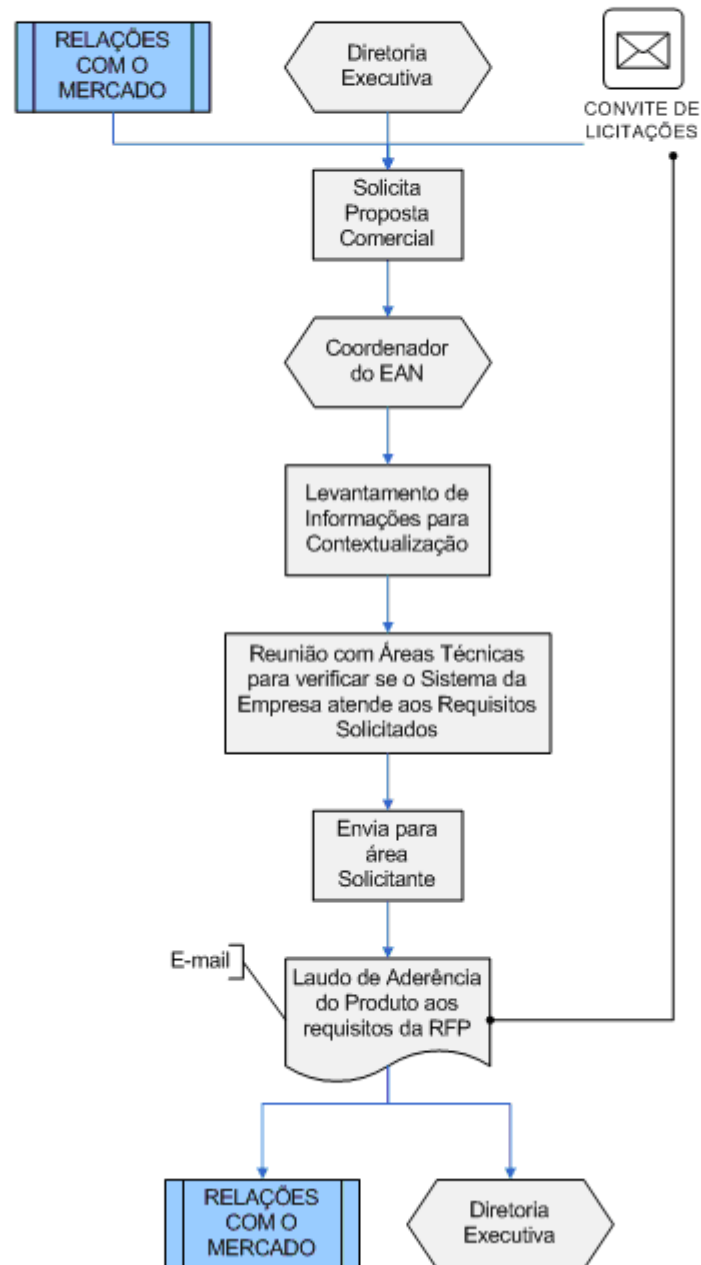 RELAÇÕES
COM O
MERCADO
Diretoria
Executiva
CONVITE DE
LICITAÇÕES
Solicita
Proposta
Comercial
Coordenador
do EAN
Levantamento de
Informações para
Contextualização
Reunião com Áreas Técnicas
para verificar se o Sistema da
Empresa atende aos Requisitos
Solicitados
Envia para
área
Solicitante
E-mail
Laudo de Aderência
do Produto aos
requisitos da RFP
RELAÇÕES
COM O
MERCADO
Diretoria
Executiva